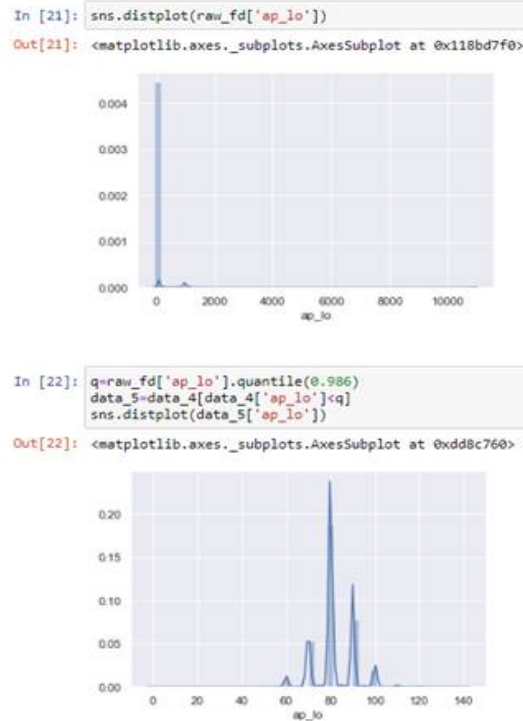 In [21]: sns.distplot(raw_fd['ap_lo'])
Out[21]: <matplotlib.axes._subplots.AxesSubplot at 0x118bd7f0>
0.004
0.003
0.002
0.001
0.000
0 2000 4000 6000 8000 10000
ap_lo
In [22]: q=raw_fd['ap_lo'].quantile(0.986)
data_5=data_4[data_4['ap_lo']<q]
sns.distplot(data_5['ap_lo'])
Out[22]: <matplotlib.axes._subplots.AxesSubplot at 0xdd8c760>
0.20
0.15
0.10
0.05
0.00
0 20 40 60 80 100 120 140
ap_lo